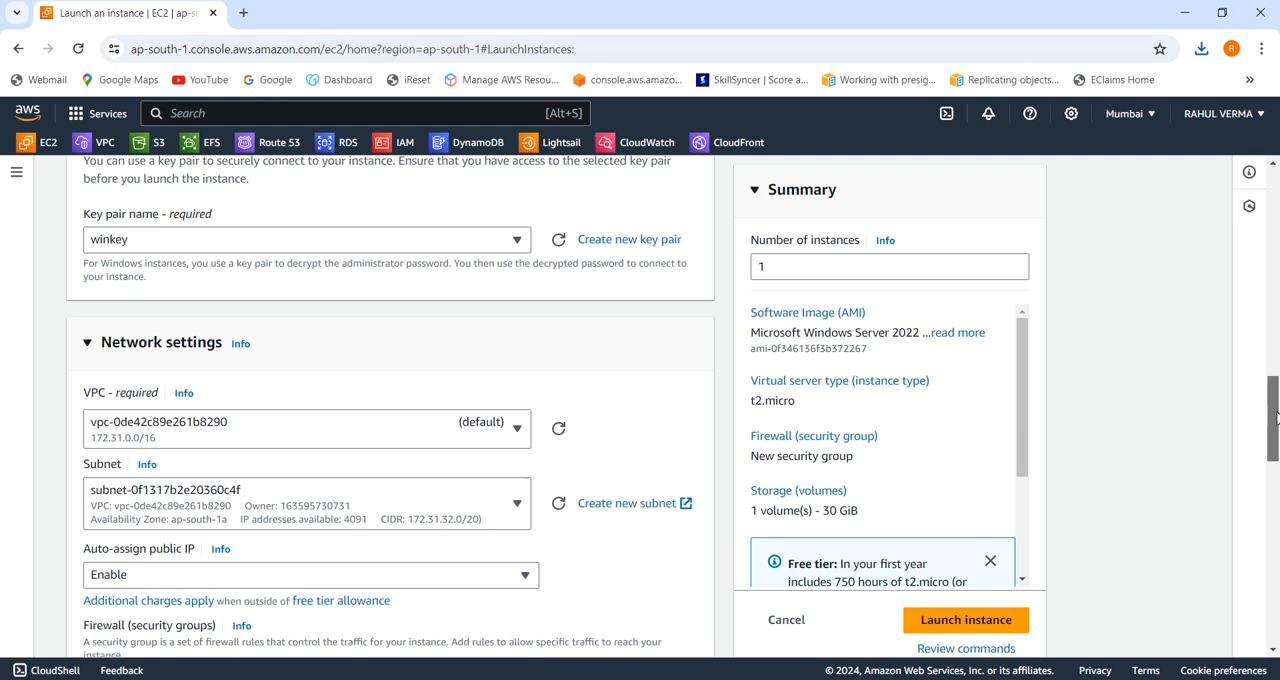 Launch an instance | EC2 | ap-s
ap-south-1.console.aws.amazon.com/ec2/home?region=ap-south-1#LaunchInstances:
R
Webmail Google Maps YouTube Google Dashboard iReset Manage AWS Resou... console.aws.amazo... SkillSyncer | Score a... Working with presig... Replicating objects... EClaims Home »
aws Services Search [Alt+S] Mumbai RAHUL VERMA
EC2 VPC S3 EFS Route 53 RDS IAM DynamoDB Lightsail CloudWatch CloudFront
You can use a key pair to securely connect to your instance. Ensure that you have access to the selected key pair
before you launch the instance.
Key pair name - required
winkey
Create new key pair
For Windows instances, you use a key pair to decrypt the administrator password. You then use the decrypted password to connect to
your instance.
Network settings Info
VPC - required Info
vpc-0de42c89e261b8290 (default)
172.31.0.0/16
Subnet Info
subnet-0f1317b2e20360c4f
VPC: vpc-0de42c89e261b8290 Owner: 163595730731
Availability Zone: ap-south-1a IP addresses available: 4091 CIDR: 172.31.32.0/20)
Create new subnet
Auto-assign public IP Info
Enable
Additional charges apply when outside of free tier allowance
Firewall (security groups) Info
A security group is a set of firewall rules that control the traffic for your instance. Add rules to allow specific traffic to reach your
instance.
Summary
Number of instances Info
1
Software Image (AMI)
Microsoft Windows Server 2022 ...read more
ami-0f346136f3b372267
Virtual server type (instance type)
t2.micro
Firewall (security group)
New security group
Storage (volumes)
1 volume(s) - 30 GiB
Free tier: In your first year
includes 750 hours of t2.micro (or
Cancel
Launch instance
Review commands
CloudShell Feedback © 2024, Amazon Web Services, Inc. or its affiliates. Privacy Terms Cookie preferences